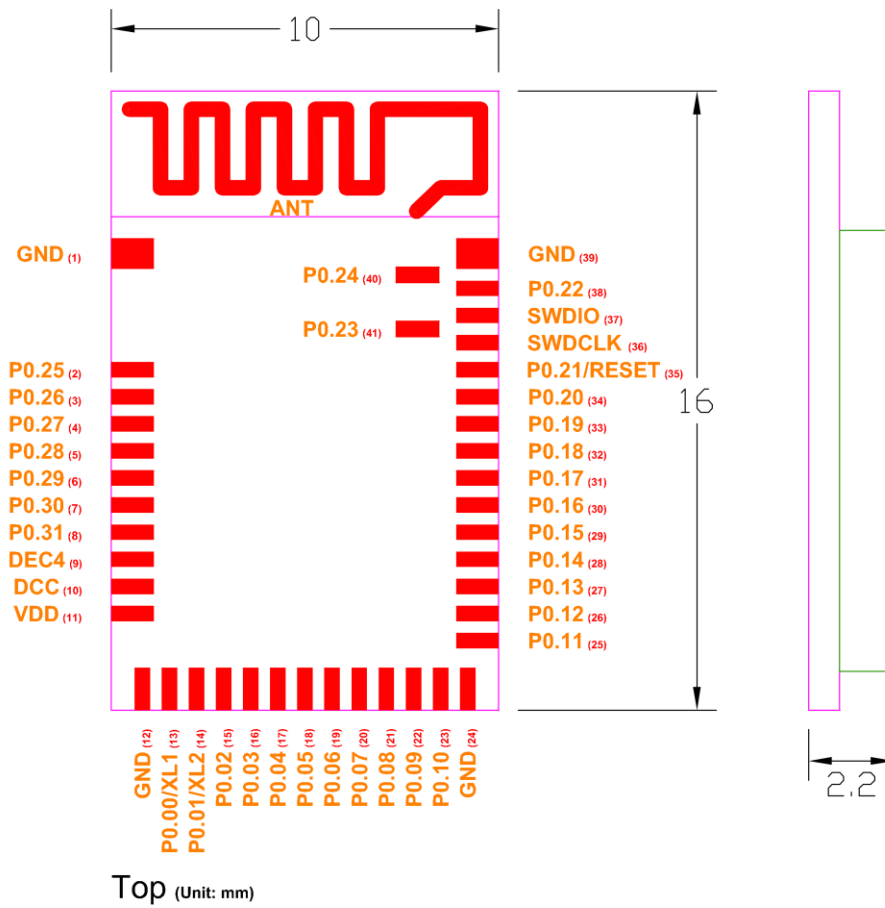 10
ANT
GND (1)
GND (39)
P0.24 (40)
P0.22 (38)
SWDIO (37)
P0.23 (41)
SWDCLK (36)
P0.25 (2)
P0.21/RESET (35)
P0.26 (3)
P0.20 (34)
16
P0.27 (4)
P0.19 (33)
P0.28 (5)
P0.18 (32)
P0.29 (6)
P0.17 (31)
P0.30 (7)
P0.16 (30)
P0.31 (8)
P0.15 (29)
DEC4 (9)
P0.14 (28)
DCC (10)
P0.13 (27)
VDD (11)
P0.12 (26)
P0.11 (25)
GND (12)
P0.00/XL1 (13)
P0.01/XL2 (14)
P0.02 (15)
P0.03 (16)
P0.04 (17)
P0.05 (18)
P0.06 (19)
P0.07 (20)
P0.08 (21)
P0.09 (22)
P0.10 (23)
GND (24)
2.2
Top (Unit: mm)